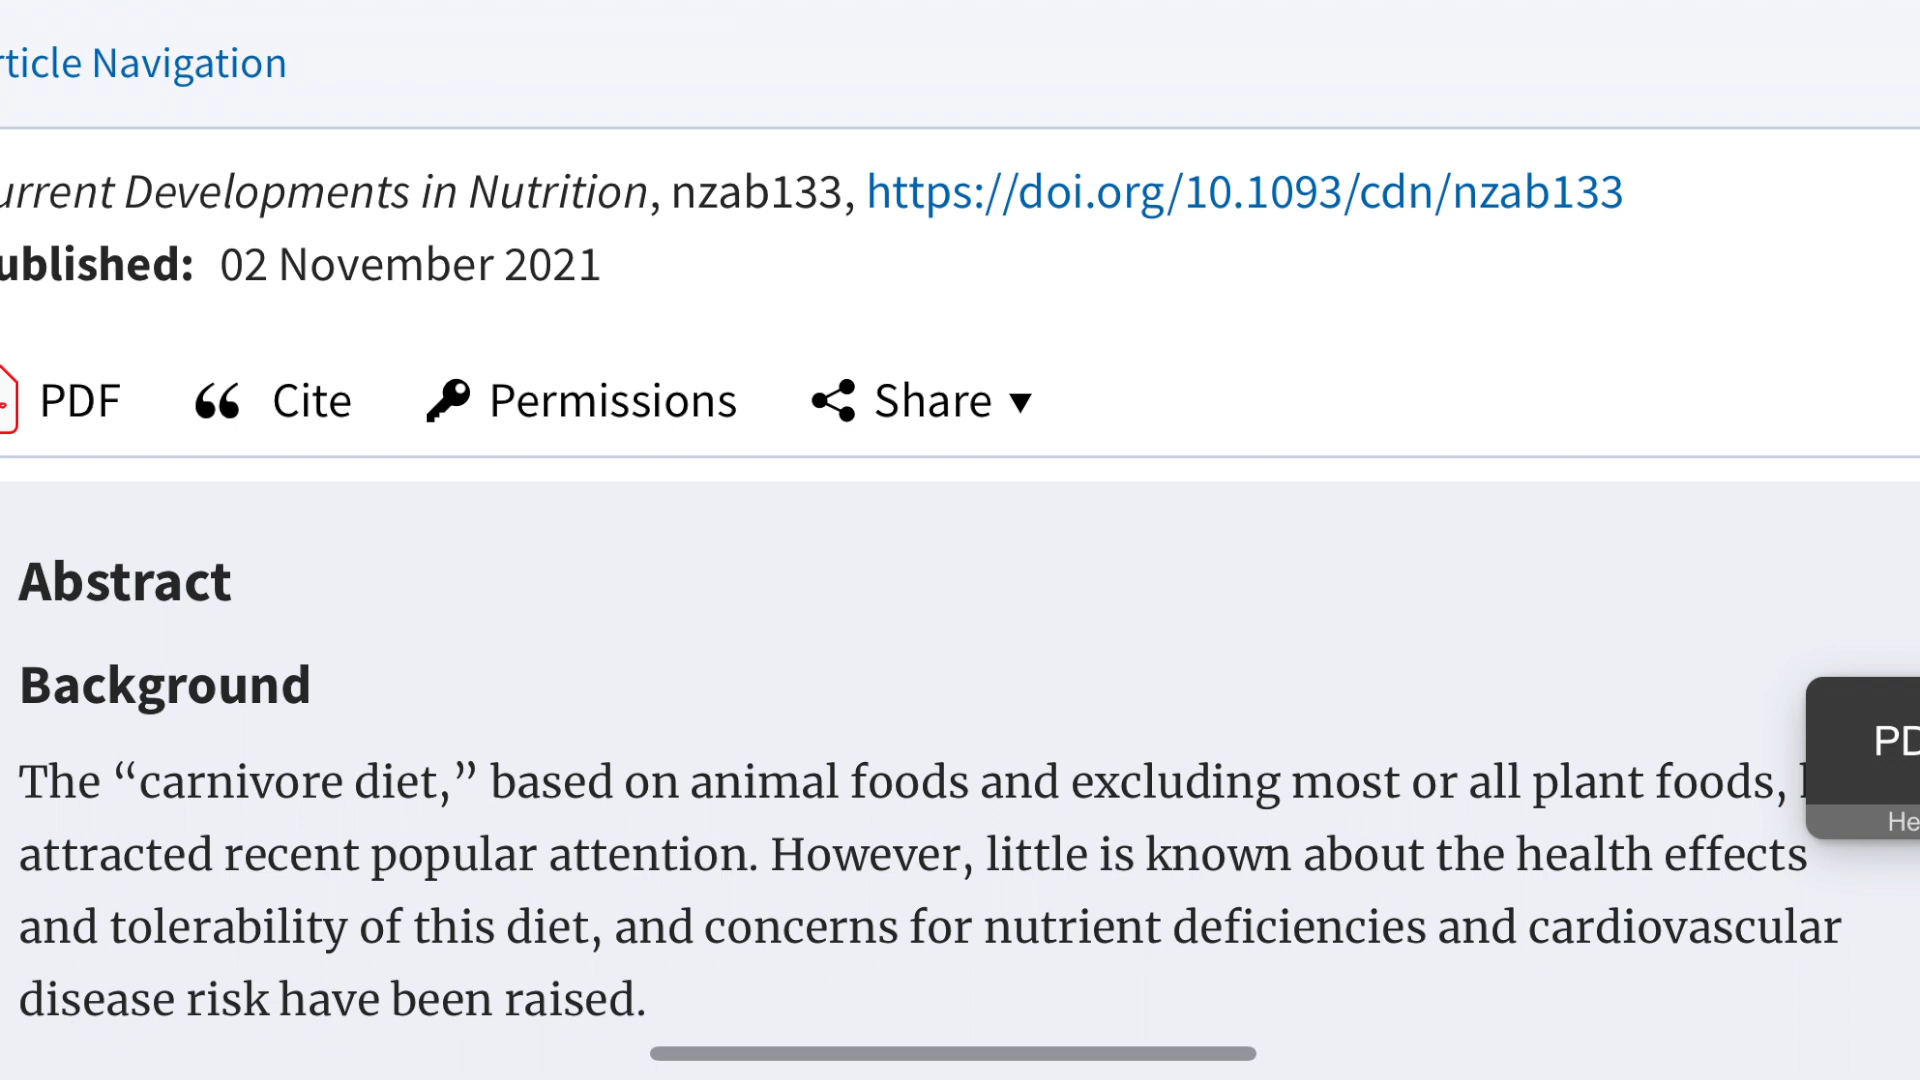 ticle Navigation
urrent Developments in Nutrition, nzab133, https://doi.org/10.1093/cdn/nzab133
ublished: 02 November 2021
PDF Cite Permissions Share
Abstract
Background
The “carnivore diet,” based on animal foods and excluding most or all plant foods,
attracted recent popular attention. However, little is known about the health effects
and tolerability of this diet, and concerns for nutrient deficiencies and cardiovascular
disease risk have been raised.
PD
He